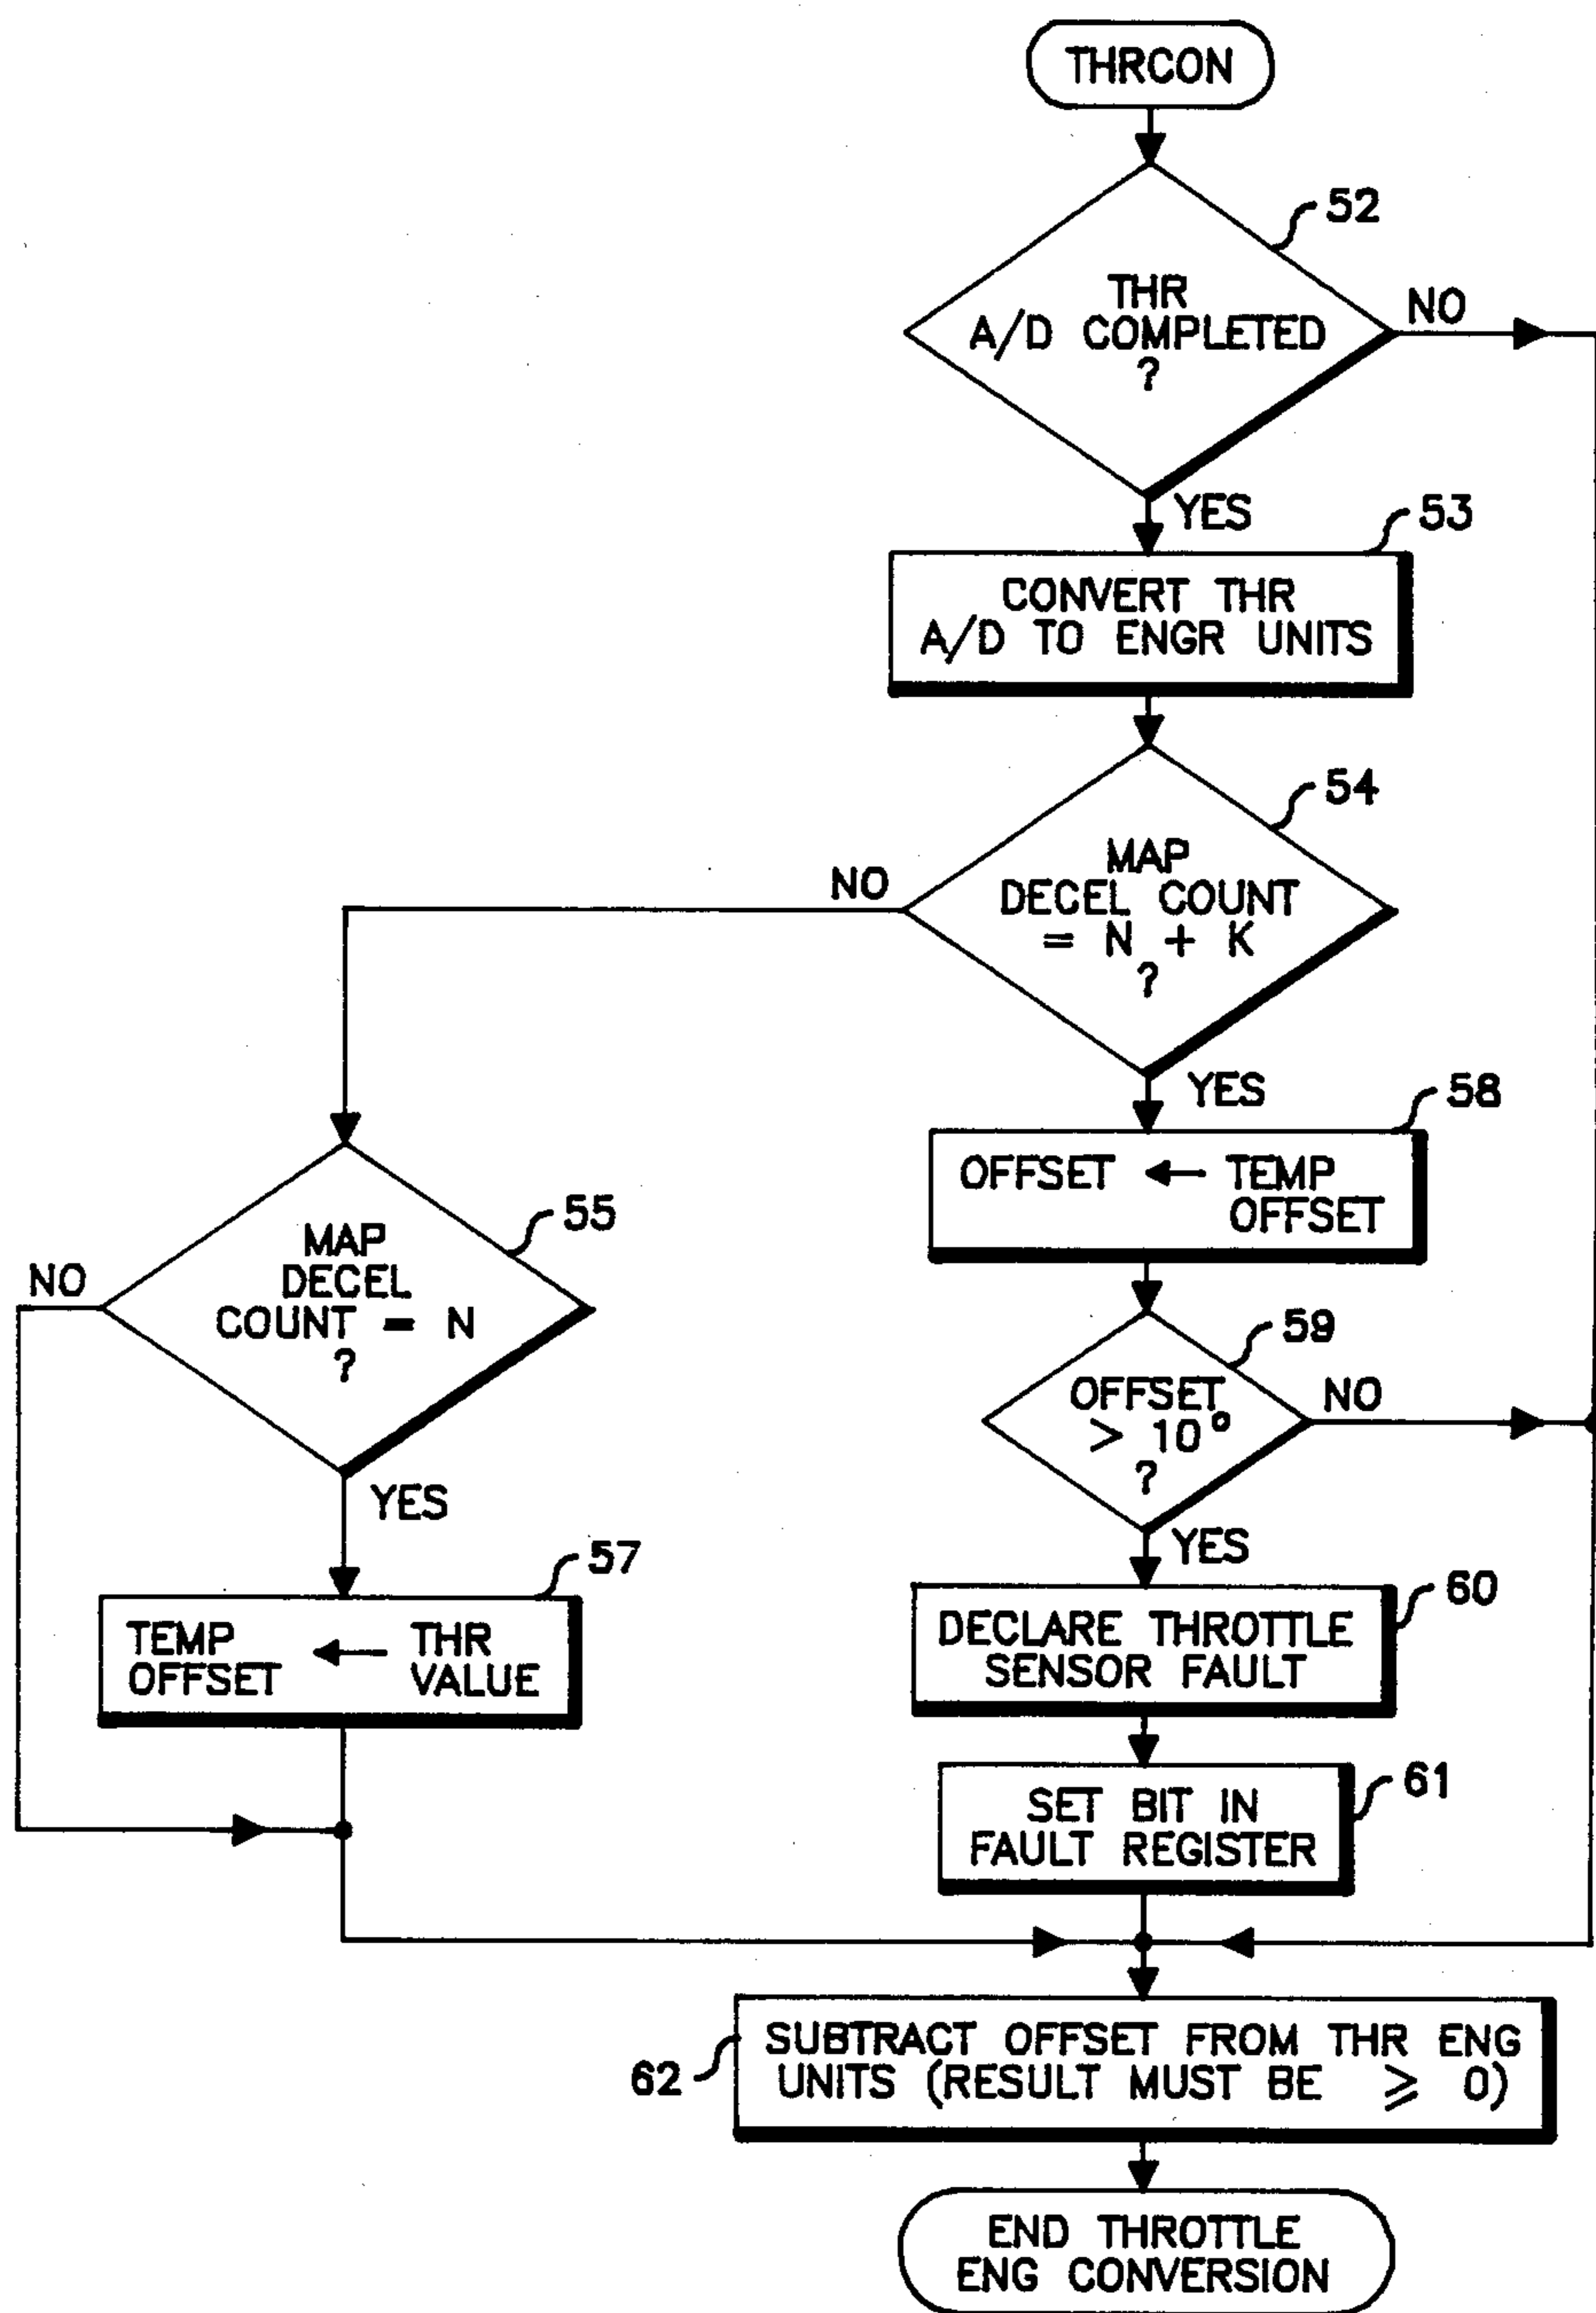 THRCON
52
THR
A/D COMPLETED
?
NO
YES
53
CONVERT THR
A/D TO ENGR UNITS
54
MAP
DECEL COUNT
= N + K
?
NO
YES
58
OFFSET ← TEMP
OFFSET
55
MAP
DECEL
COUNT = N
?
NO
YES
59
OFFSET
> 10°
?
NO
YES
57
TEMP ← THR
OFFSET VALUE
60
DECLARE THROTTLE
SENSOR FAULT
61
SET BIT IN
FAULT REGISTER
62
SUBTRACT OFFSET FROM THR ENG
UNITS (RESULT MUST BE ⩾ 0)
END THROTTLE
ENG CONVERSION